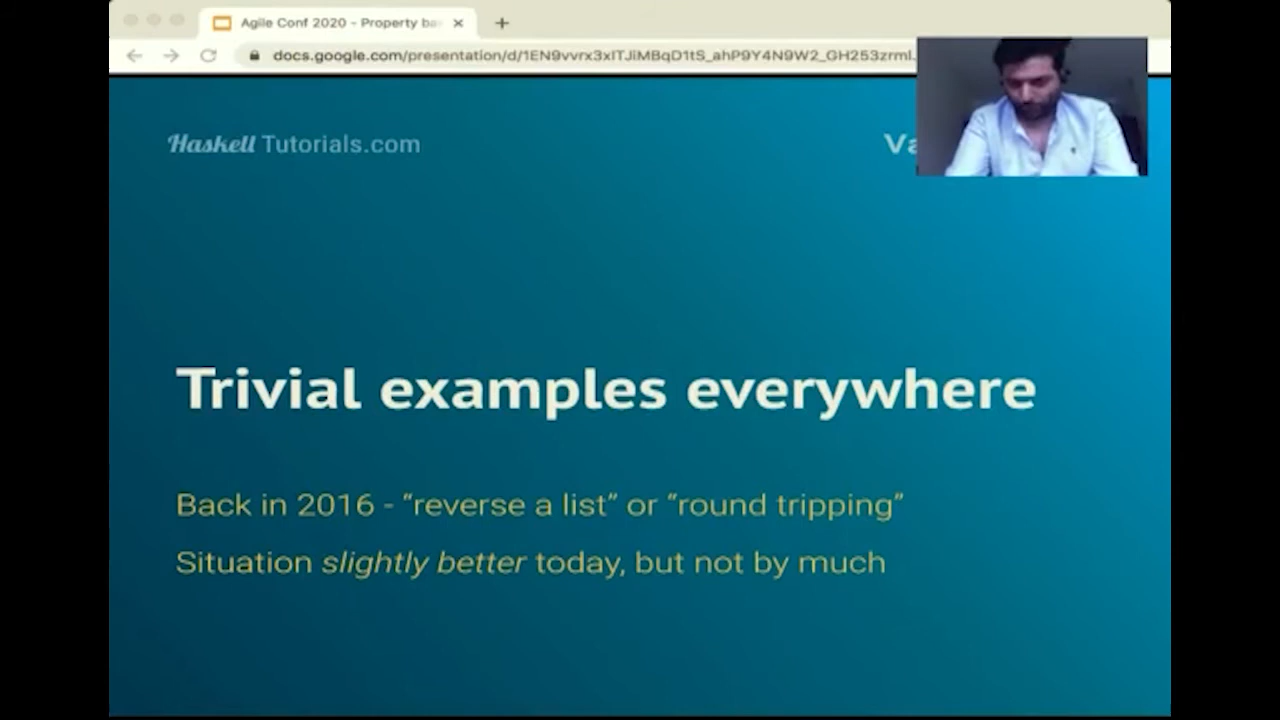 Agile Conf 2020 - Property ba
docs.google.com/presentation/d/1EN9vvrx3xITJiMBqD1tS_ahP9Y4N9W2_GH253zrml.
Haskell Tutorials.com
Va
Trivial examples everywhere
Back in 2016 - “reverse a list” or “round tripping”
Situation slightly better today, but not by much